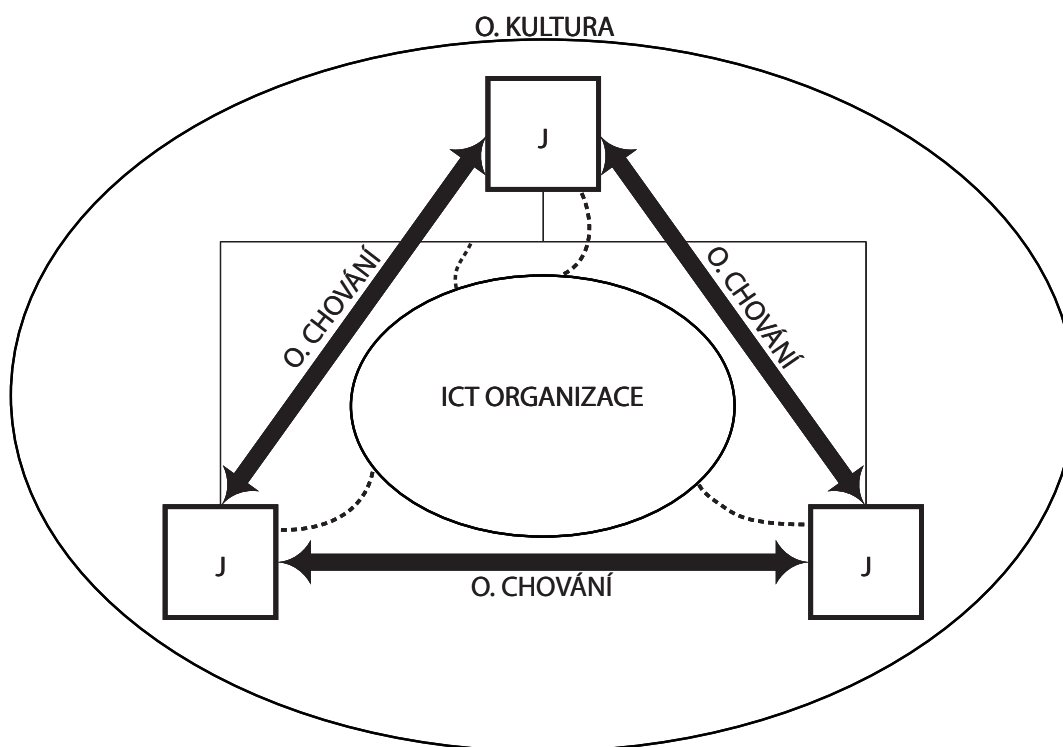 O. KULTURA
J
O. CHOVÁNÍ
O. CHOVÁNÍ
ICT ORGANIZACE
J
J
O. CHOVÁNÍ